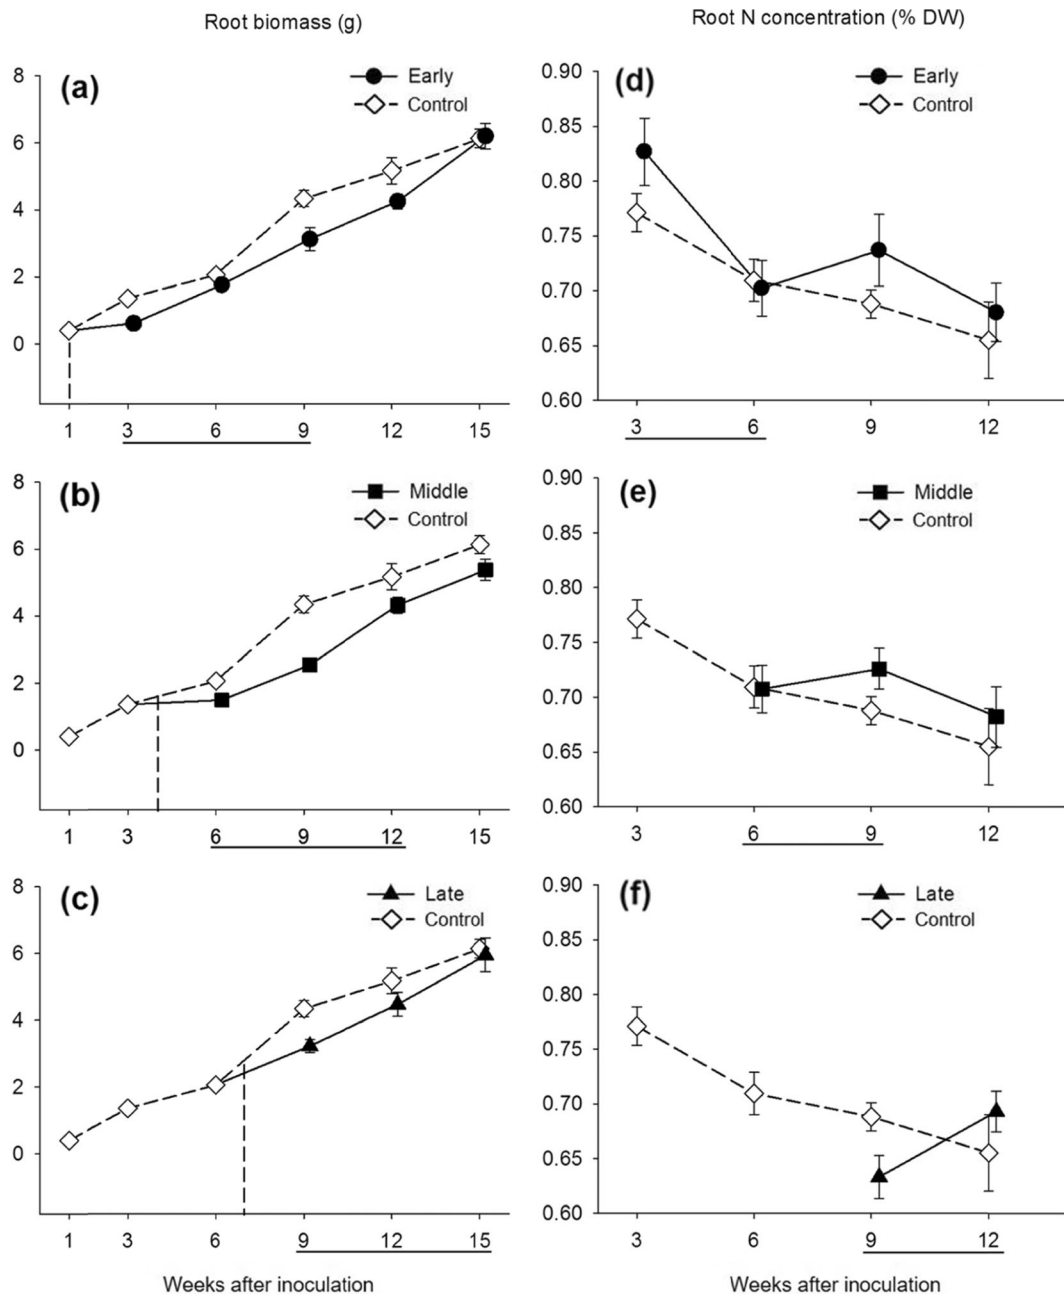 Root biomass (g)
Root N concentration (% DW)
(a)
Early
Control
8
6
4
2
0
1 3 6 9 12 15
(d)
Early
Control
0.90
0.85
0.80
0.75
0.70
0.65
0.60
3 6 9 12
(b)
Middle
Control
8
6
4
2
0
1 3 6 9 12 15
(e)
Middle
Control
0.90
0.85
0.80
0.75
0.70
0.65
0.60
3 6 9 12
(c)
Late
Control
8
6
4
2
0
1 3 6 9 12 15
Weeks after inoculation
(f)
Late
Control
0.90
0.85
0.80
0.75
0.70
0.65
0.60
3 6 9 12
Weeks after inoculation